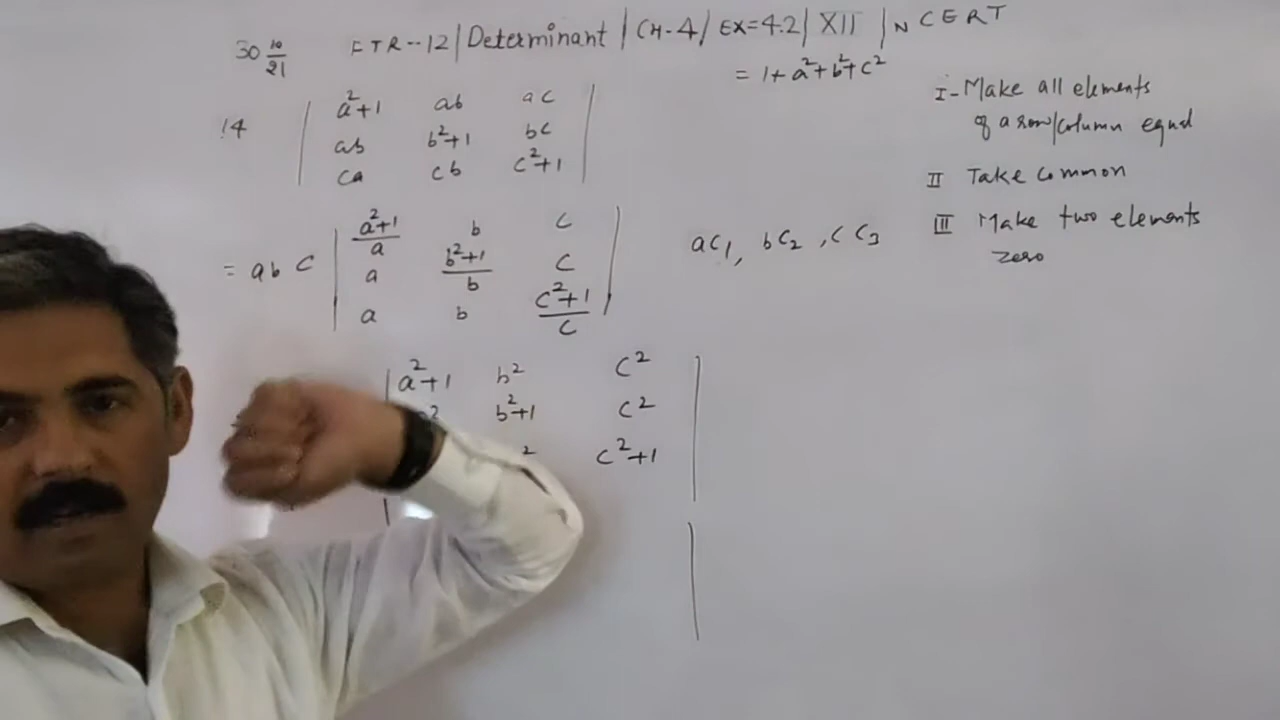 30 10/21 FTR-12 | Determinant | CH-4 / EX=4.2 | XII | NCERT
= 1+a²+b²+c²
14 | a²+1 ab ac |
| ab b²+1 bc |
| ca cb c²+1 |
I- Make all elements
of a row/column equal
II Take Common
III Make two elements
zero
= abc | (a²+1)/a b c |
| a (b²+1)/b c |
| a b (c²+1)/c |
aC₁, bC₂, cC₃
| a²+1 b² c² |
² b²+1 c² |
² c²+1 |